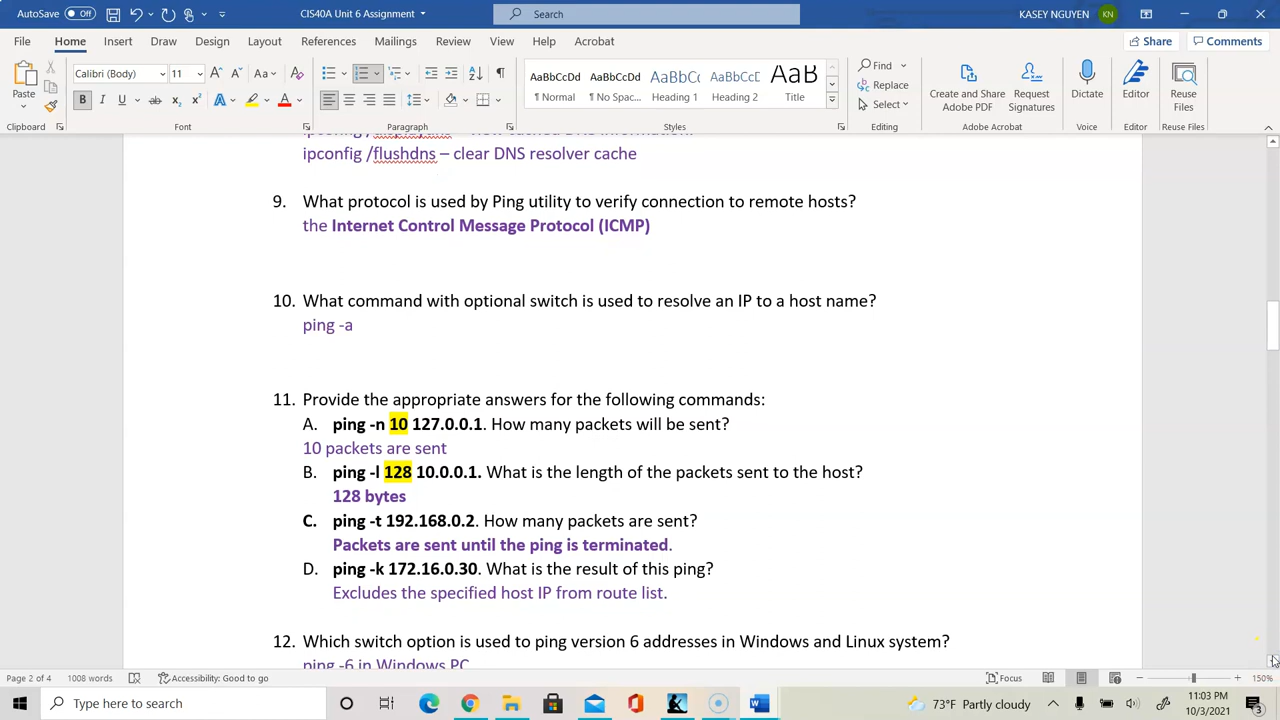 AutoSave Off CIS40A Off... Search KASEY NGUYEN KN
File Home Insert Draw Design Layout References Mailings Review View Help Acrobat Share Comments
Paste Calibri (Body) 11 Aa AaBbCcDd AaBbCcDd AaBbCc AaBbCcD AaB Find Replace Select
B I U ab x₂ x² A A ¶ Normal ¶ No Spac... Heading 1 Heading 2 Title
Create and Share Adobe PDF Request Signatures Dictate Editor Reuse Files
Clipboard Font Paragraph Styles Editing Adobe Acrobat Voice Editor Reuse Files
ipconfig /flushdns – clear DNS resolver cache
9. What protocol is used by Ping utility to verify connection to remote hosts?
the Internet Control Message Protocol (ICMP)
10. What command with optional switch is used to resolve an IP to a host name?
ping -a
11. Provide the appropriate answers for the following commands:
A. ping -n 10 127.0.0.1. How many packets will be sent?
10 packets are sent
B. ping -l 128 10.0.0.1. What is the length of the packets sent to the host?
128 bytes
C. ping -t 192.168.0.2. How many packets are sent?
Packets are sent until the ping is terminated.
D. ping -k 172.16.0.30. What is the result of this ping?
Excludes the specified host IP from route list.
12. Which switch option is used to ping version 6 addresses in Windows and Linux system?
ping -6 in Windows PC
Page 2 of 4 1008 words Accessibility: Good to go Focus 150%
Type here to search 73°F Partly cloudy 11:03 PM
10/3/2021 3